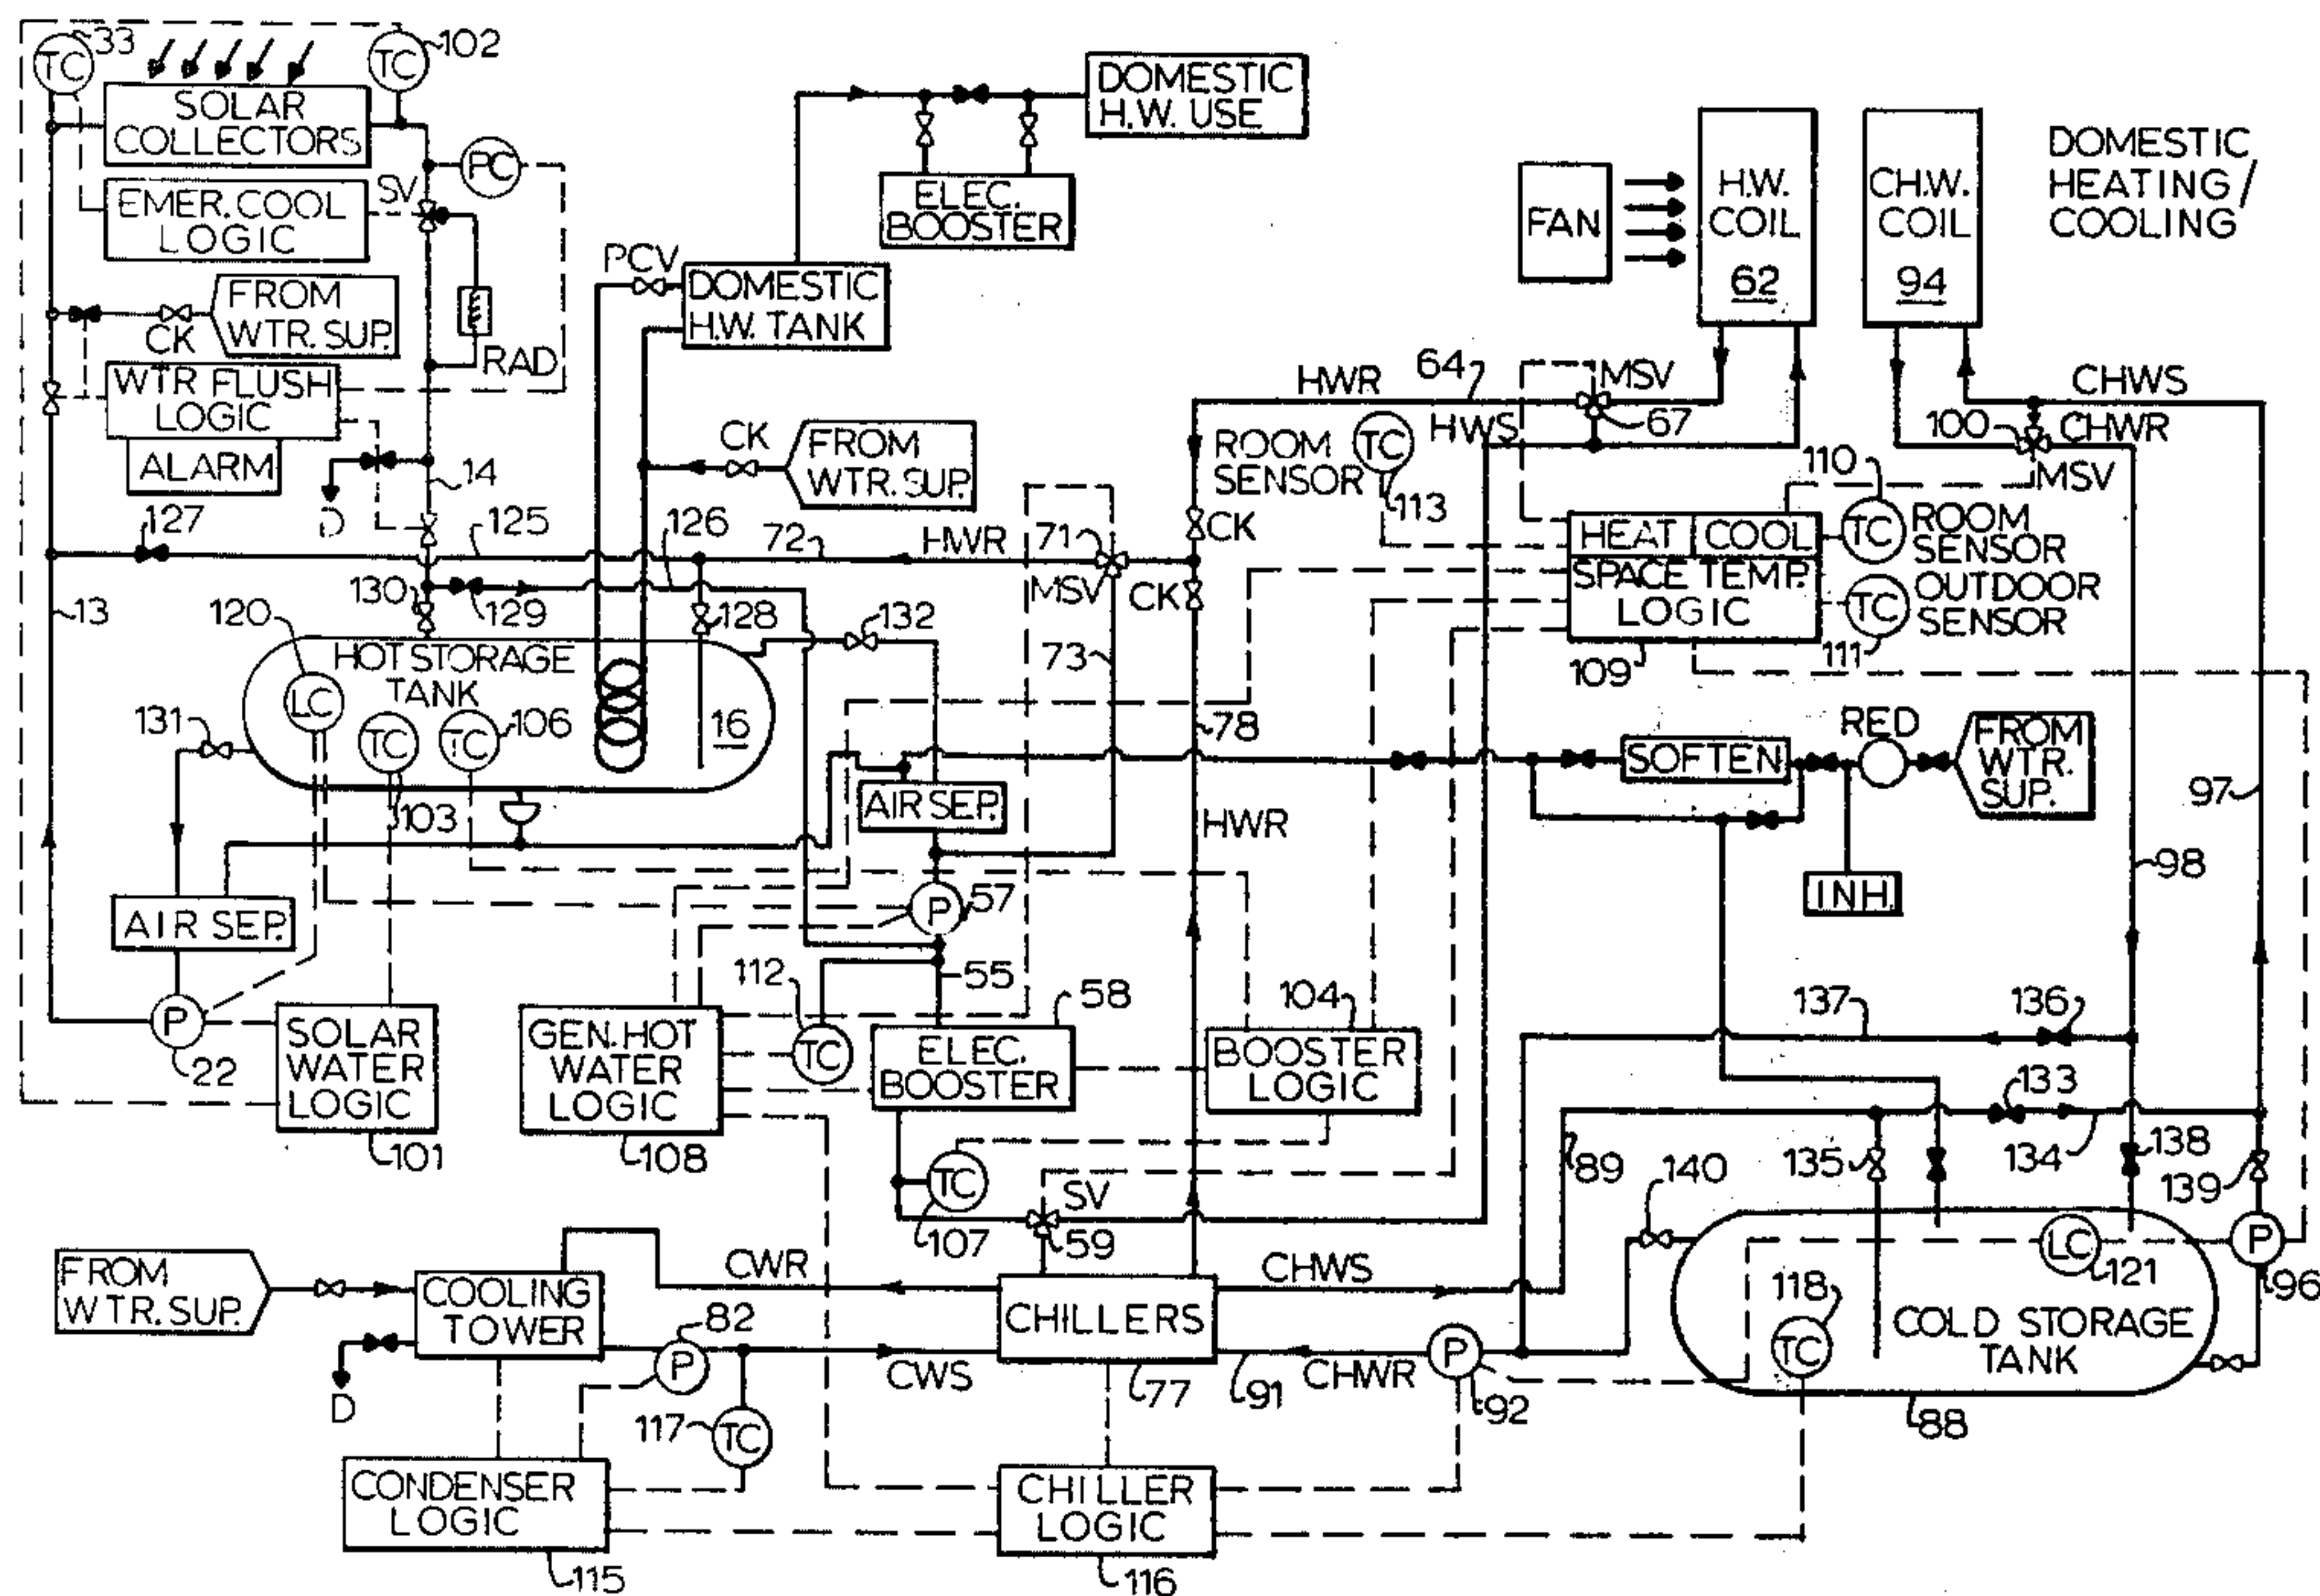 33
TC
TC
102
SOLAR
COLLECTORS
PC
EMER. COOL
LOGIC
SV
FROM
WTR. SUP.
CK
RAD
WTR FLUSH
LOGIC
ALARM
D
14
127
125
126
72
HWR
13
130
129
128
132
120
LC
HOT STORAGE
TANK
131
TC
103
TC
106
16
AIR SEP.
P
22
SOLAR
WATER
LOGIC
101
PCV
DOMESTIC
H.W. TANK
DOMESTIC
H.W. USE
ELEC.
BOOSTER
CK
FROM
WTR. SUP.
71
MSV
CK
CK
73
78
HWR
AIR SEP.
P
57
55
112
TC
GEN. HOT
WATER
LOGIC
108
ELEC.
BOOSTER
58
104
BOOSTER
LOGIC
TC
107
SV
59
FAN
H.W.
COIL
62
CH.W.
COIL
94
DOMESTIC
HEATING/
COOLING
HWR
64
HWS
MSV
67
CHWS
100
CHWR
MSV
ROOM
SENSOR
TC
113
110
TC
ROOM
SENSOR
HEAT
COOL
SPACE TEMP.
LOGIC
109
TC
OUTDOOR
SENSOR
111
SOFTEN
RED
FROM
WTR.
SUP.
INH.
97
98
137
136
133
134
135
138
139
89
140
FROM
WTR. SUP.
COOLING
TOWER
D
CWR
82
P
CWS
117
TC
CHILLERS
77
CHWS
91
CHWR
P
92
LC
121
P
96
118
TC
COLD STORAGE
TANK
88
CONDENSER
LOGIC
115
CHILLER
LOGIC
116